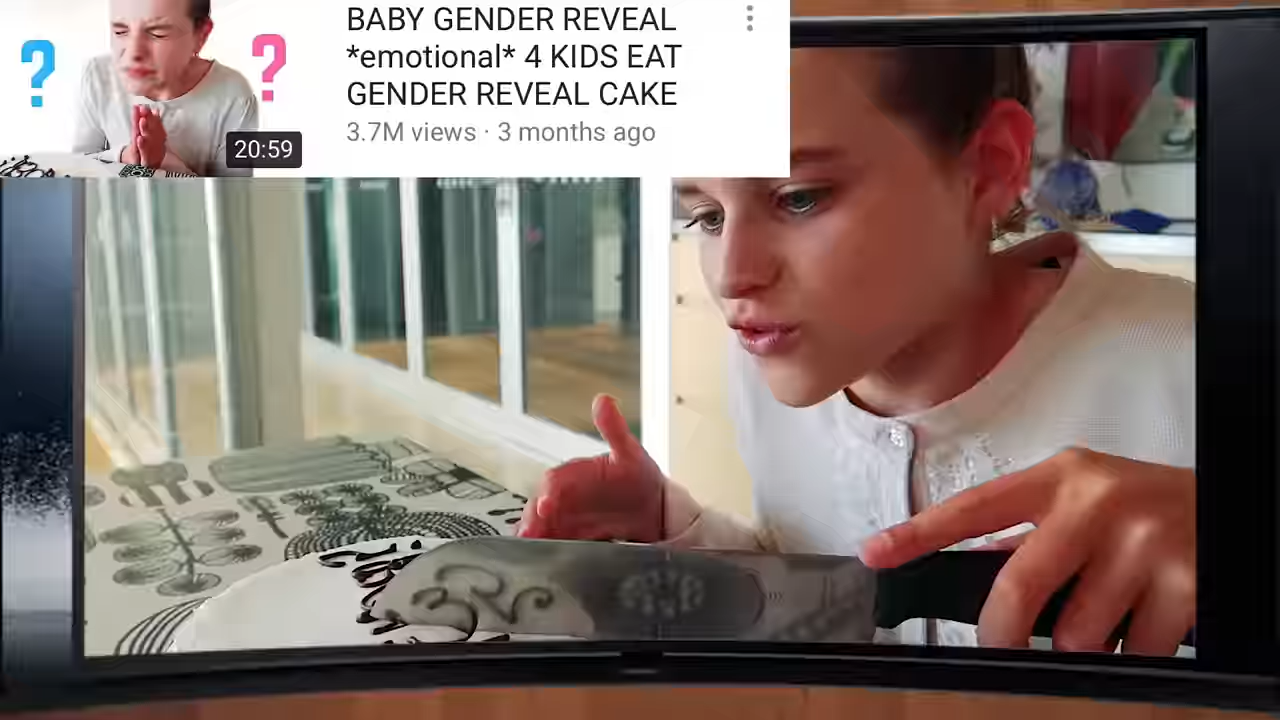 BABY GENDER REVEAL
? ? *emotional* 4 KIDS EAT
GENDER REVEAL CAKE
20:59 3.7M views · 3 months ago